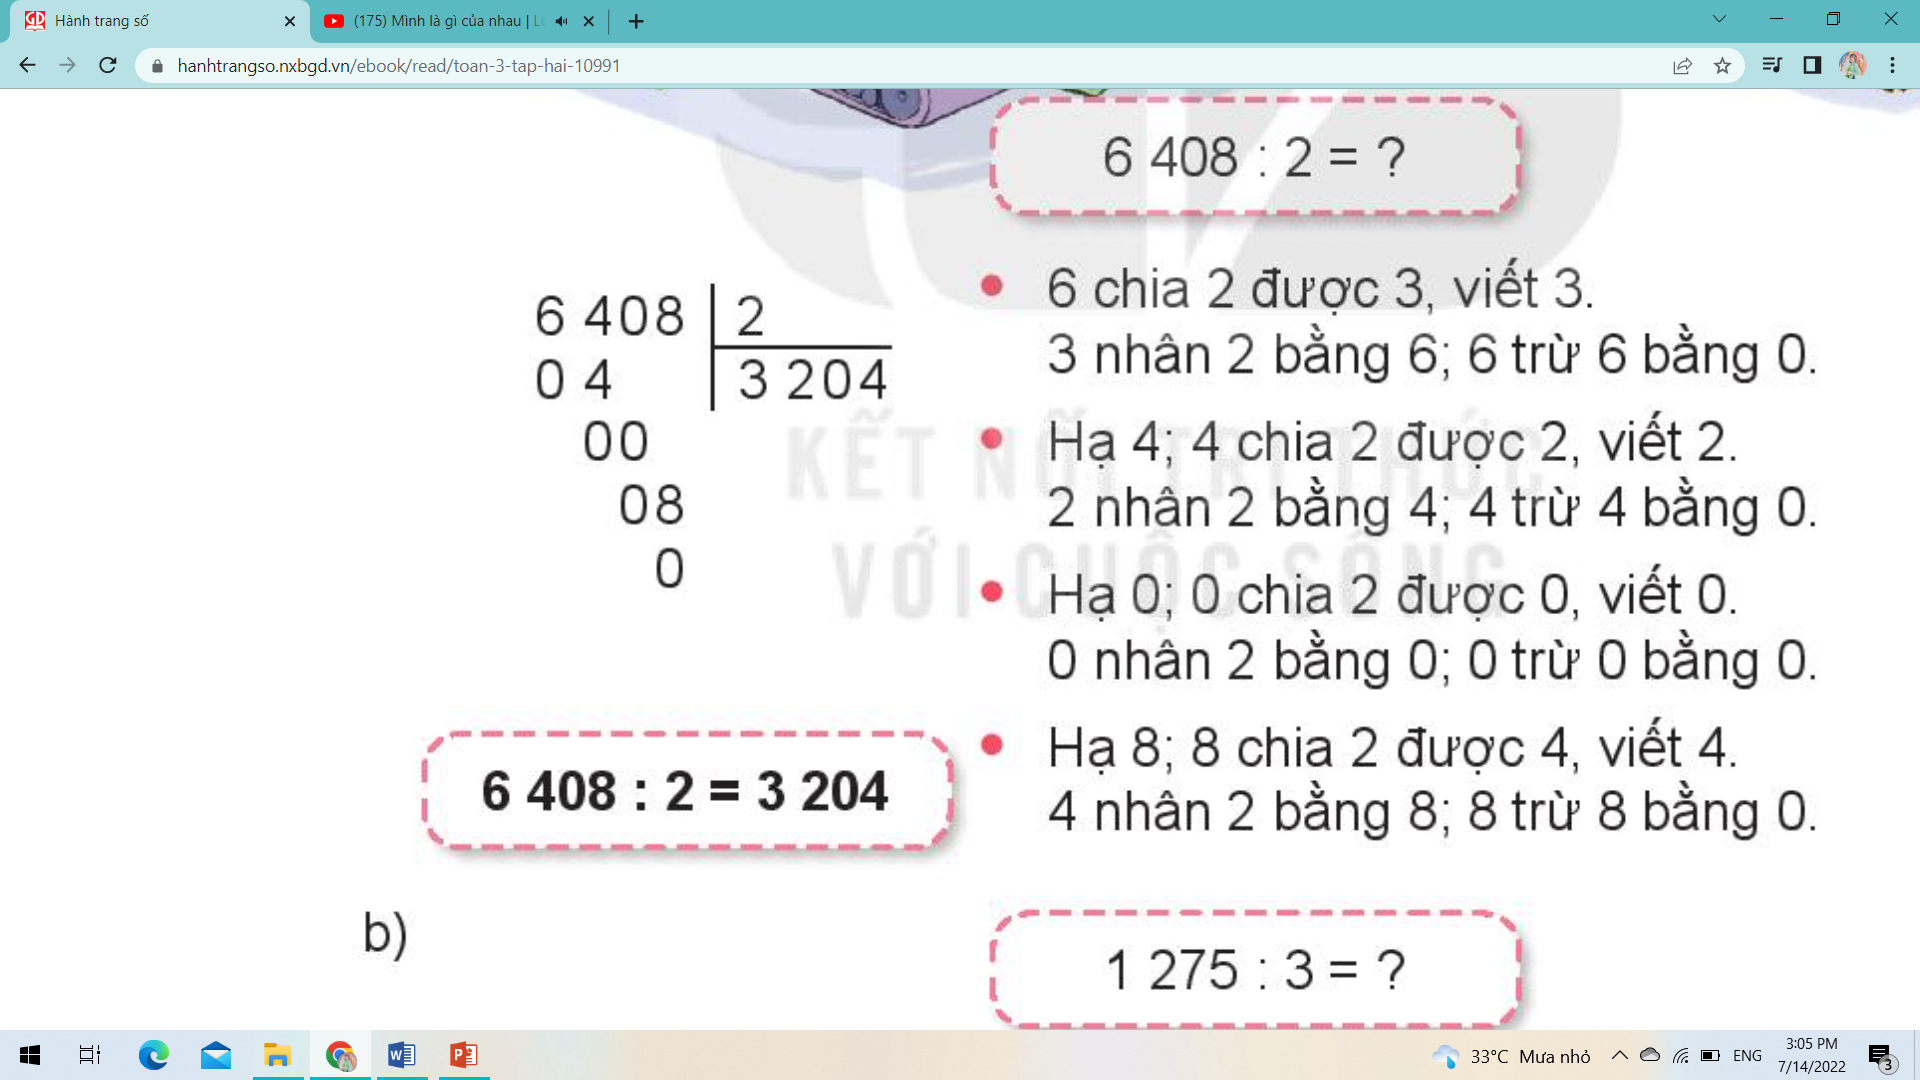 Hành trang số
(175) Mình là gì của nhau |
hanhtrangso.nxbgd.vn/ebook/read/toan-3-tap-hai-10991
6 408 : 2 = ?
6 408 2
0 4 3 204
00
08
0
6 chia 2 được 3, viết 3.
3 nhân 2 bằng 6; 6 trừ 6 bằng 0.
Hạ 4; 4 chia 2 được 2, viết 2.
2 nhân 2 bằng 4; 4 trừ 4 bằng 0.
Hạ 0; 0 chia 2 được 0, viết 0.
0 nhân 2 bằng 0; 0 trừ 0 bằng 0.
Hạ 8; 8 chia 2 được 4, viết 4.
4 nhân 2 bằng 8; 8 trừ 8 bằng 0.
KẾT NỐI TRI THỨC
VỚI CUỘC SỐNG
6 408 : 2 = 3 204
b)
1 275 : 3 = ?
33°C Mưa nhỏ
ENG
3:05 PM
7/14/2022
3